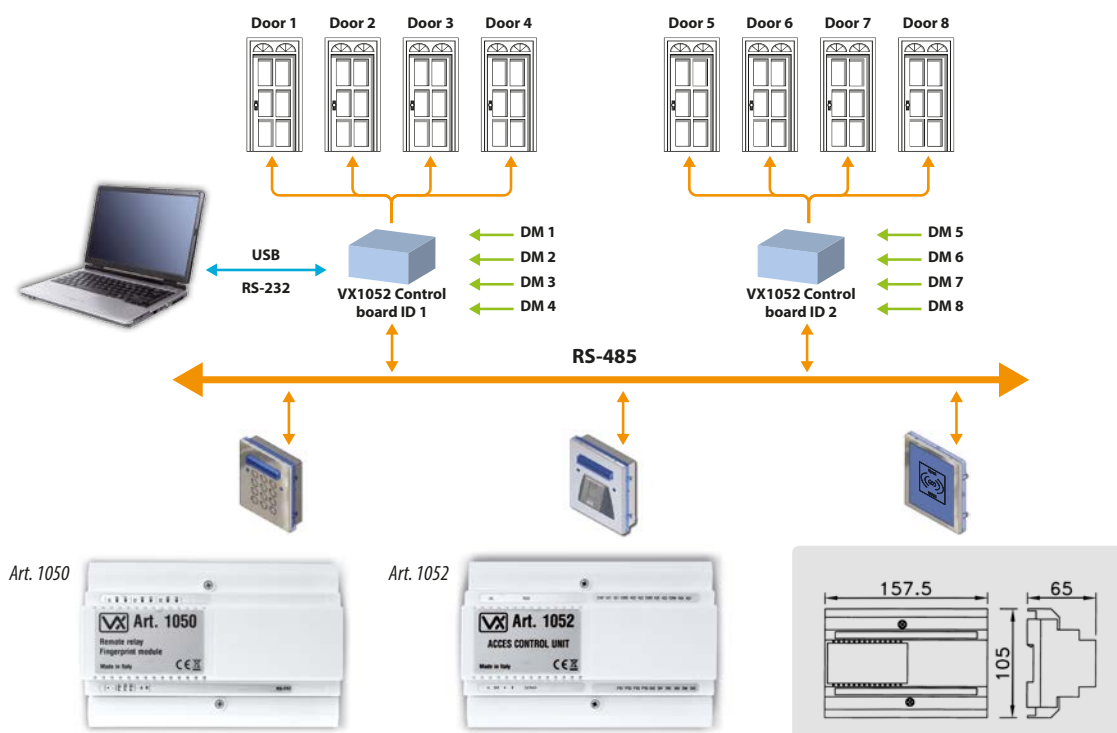 Door 1 Door 2 Door 3 Door 4 Door 5 Door 6 Door 7 Door 8
USB
RS-232
DM 1
DM 2
DM 3
DM 4
VX1052 Control
board ID 1
DM 5
DM 6
DM 7
DM 8
VX1052 Control
board ID 2
RS-485
Art. 1050
VX Art. 1050
Remote relay
Fingerprint module
Made in Italy CE
Art. 1052
VX Art. 1052
ACCES CONTROL UNIT
Made in Italy CE
157.5
65
105